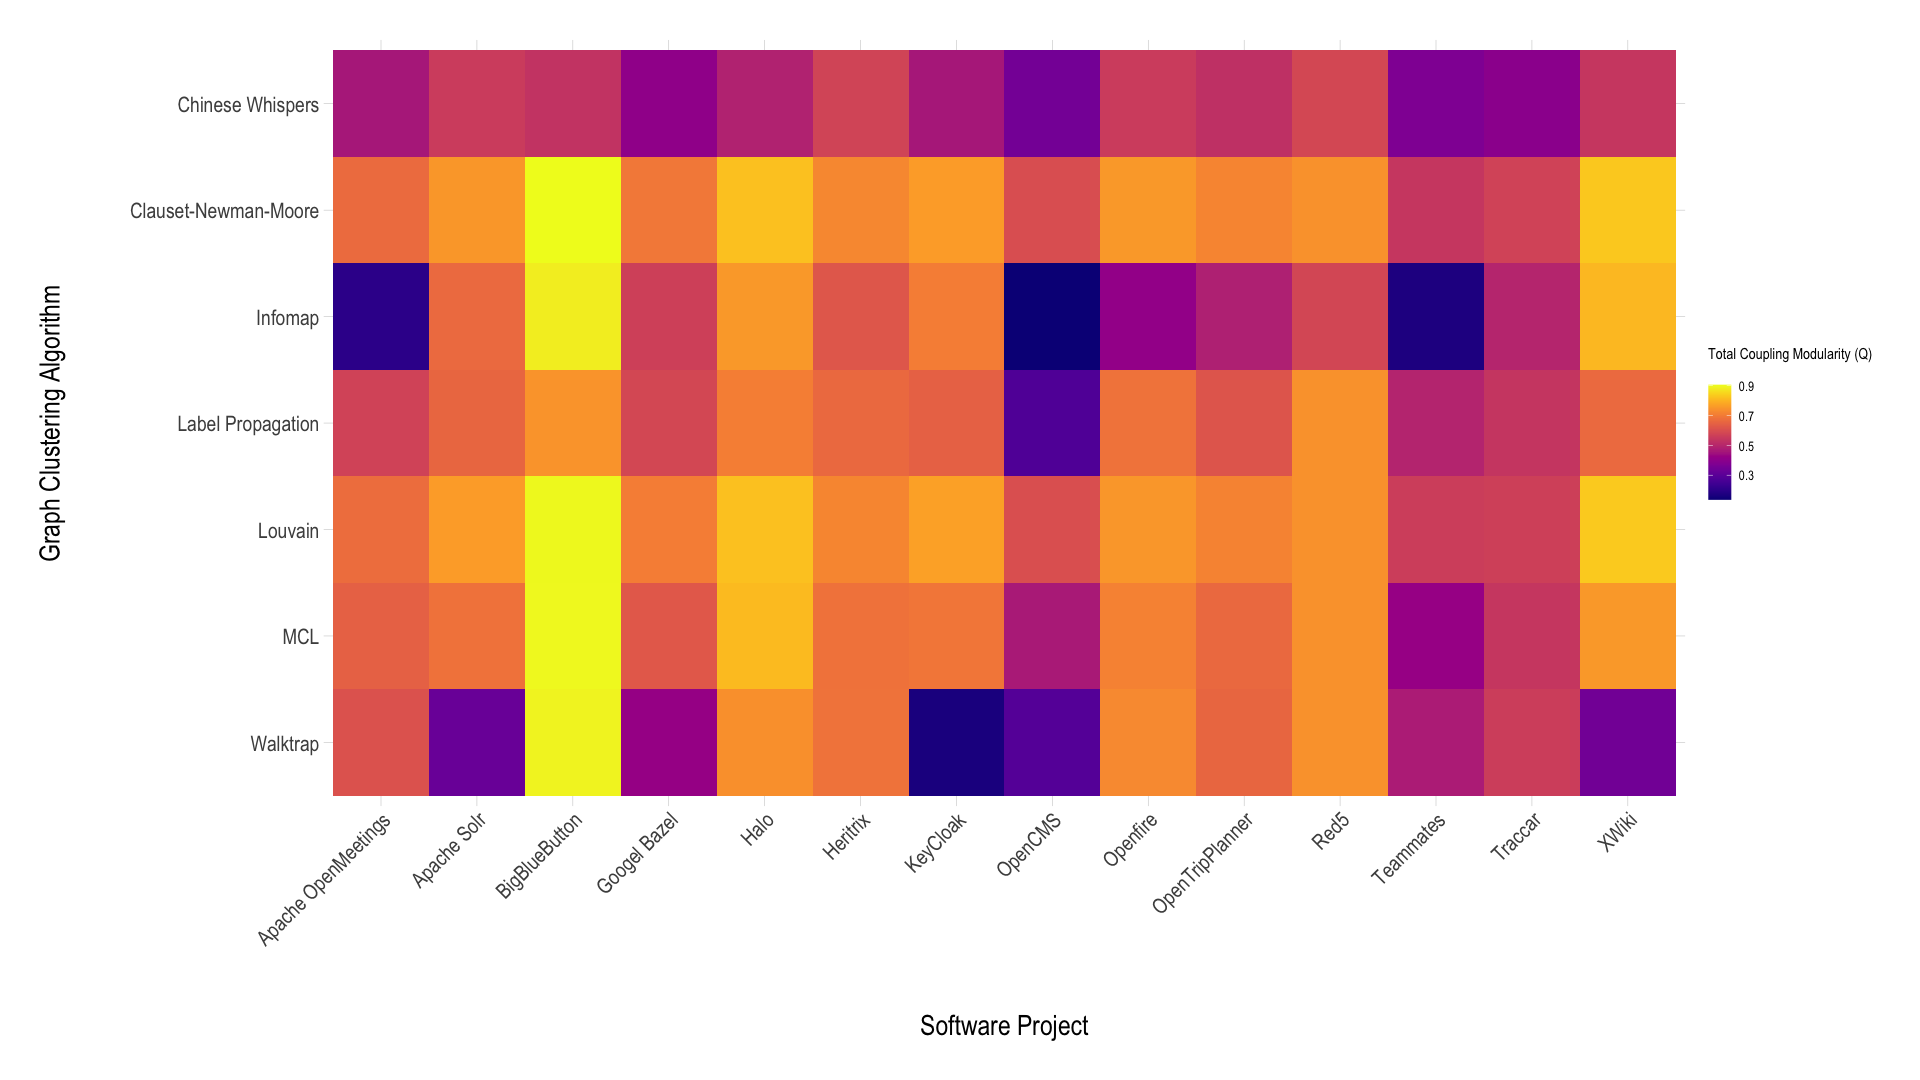 Chinese Whispers
Clauset-Newman-Moore
Infomap
Label Propagation
Louvain
MCL
Walktrap
Graph Clustering Algorithm
Apache OpenMeetings
Apache Solr
BigBlueButton
Googel Bazel
Halo
Heritrix
KeyCloak
OpenCMS
Openfire
OpenTripPlanner
Red5
Teammates
Traccar
XWiki
Software Project
Total Coupling Modularity (Q)
0.9
0.7
0.5
0.3